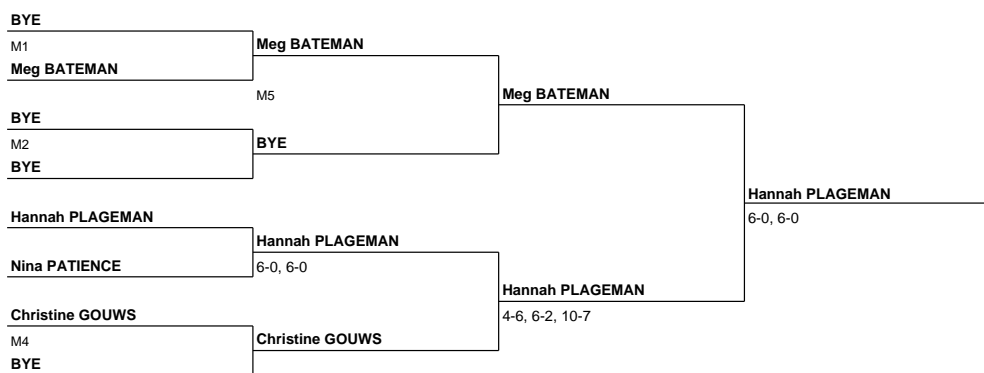 BYE
M1
Meg BATEMAN
Meg BATEMAN
M5
BYE
M2
BYE
BYE
Meg BATEMAN
Hannah PLAGEMAN
Nina PATIENCE
Hannah PLAGEMAN
6-0, 6-0
Christine GOUWS
M4
BYE
Christine GOUWS
Hannah PLAGEMAN
4-6, 6-2, 10-7
Hannah PLAGEMAN
6-0, 6-0